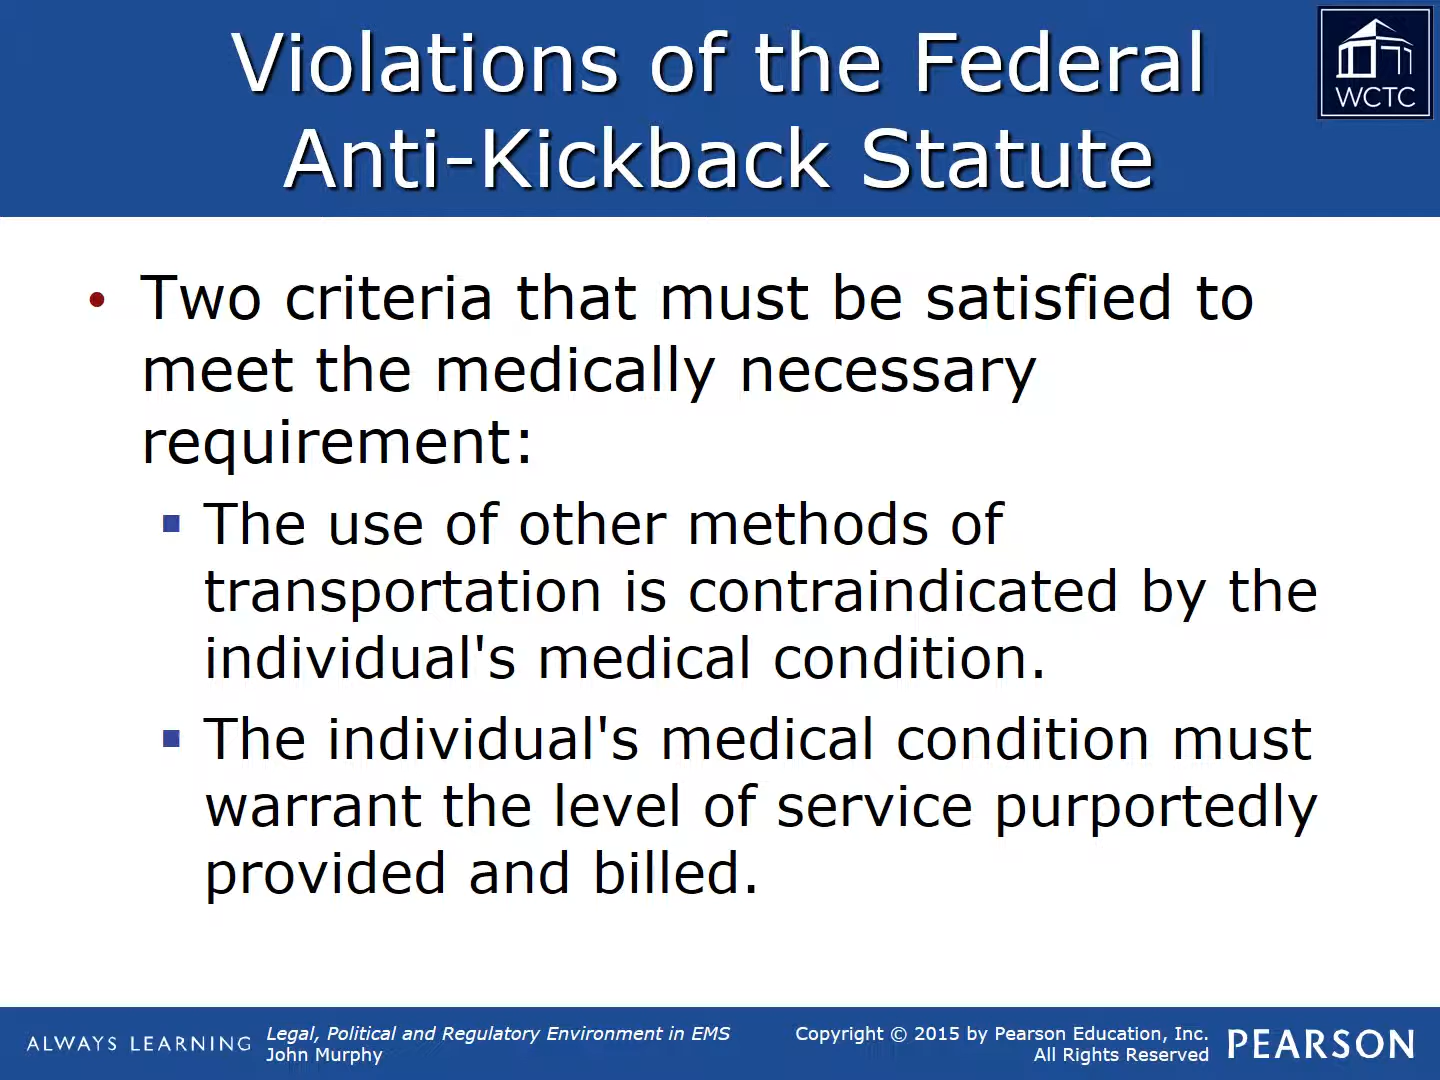 Violations of the Federal
Anti-Kickback Statute
WCTC
• Two criteria that must be satisfied to
meet the medically necessary
requirement:
▪ The use of other methods of
transportation is contraindicated by the
individual's medical condition.
▪ The individual's medical condition must
warrant the level of service purportedly
provided and billed.
ALWAYS LEARNING
Legal, Political and Regulatory Environment in EMS
John Murphy
Copyright © 2015 by Pearson Education, Inc.
All Rights Reserved
PEARSON